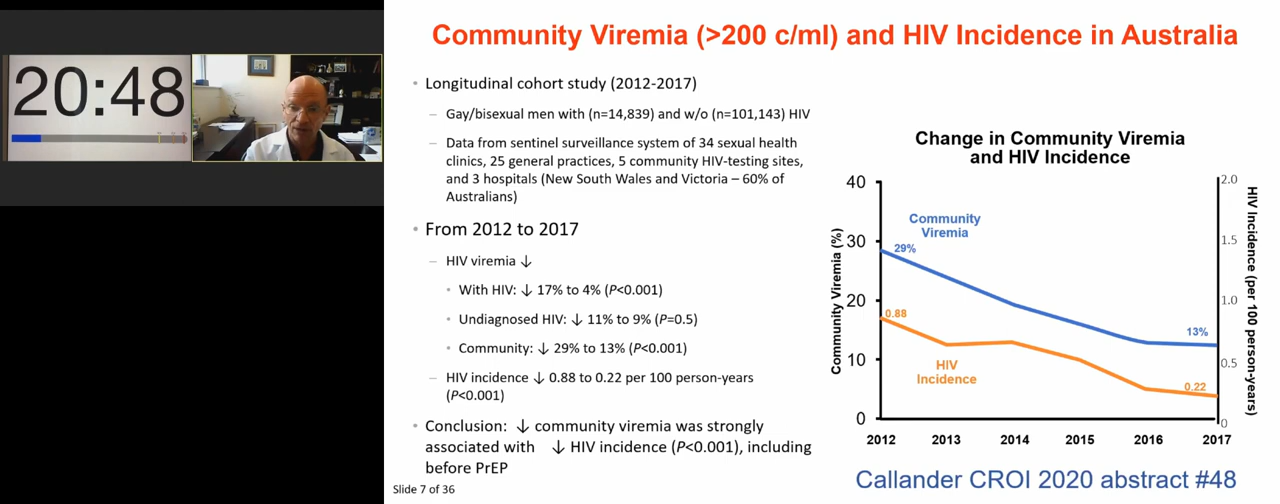 20:48
Community Viremia (>200 c/ml) and HIV Incidence in Australia
• Longitudinal cohort study (2012-2017)
– Gay/bisexual men with (n=14,839) and w/o (n=101,143) HIV
– Data from sentinel surveillance system of 34 sexual health
clinics, 25 general practices, 5 community HIV-testing sites,
and 3 hospitals (New South Wales and Victoria – 60% of
Australians)
• From 2012 to 2017
– HIV viremia ↓
• With HIV: ↓ 17% to 4% (P<0.001)
• Undiagnosed HIV: ↓ 11% to 9% (P=0.5)
• Community: ↓ 29% to 13% (P<0.001)
– HIV incidence ↓ 0.88 to 0.22 per 100 person-years
(P<0.001)
• Conclusion: ↓ community viremia was strongly
associated with ↓ HIV incidence (P<0.001), including
before PrEP
Slide 7 of 36
Change in Community Viremia
and HIV Incidence
Community Viremia (%)
40
30
20
10
0
Community
Viremia
29%
13%
0.88
HIV
Incidence
0.22
2.0
1.5
1.0
0.5
0
HIV Incidence (per 100 person-years)
2012 2013 2014 2015 2016 2017
Callander CROI 2020 abstract #48